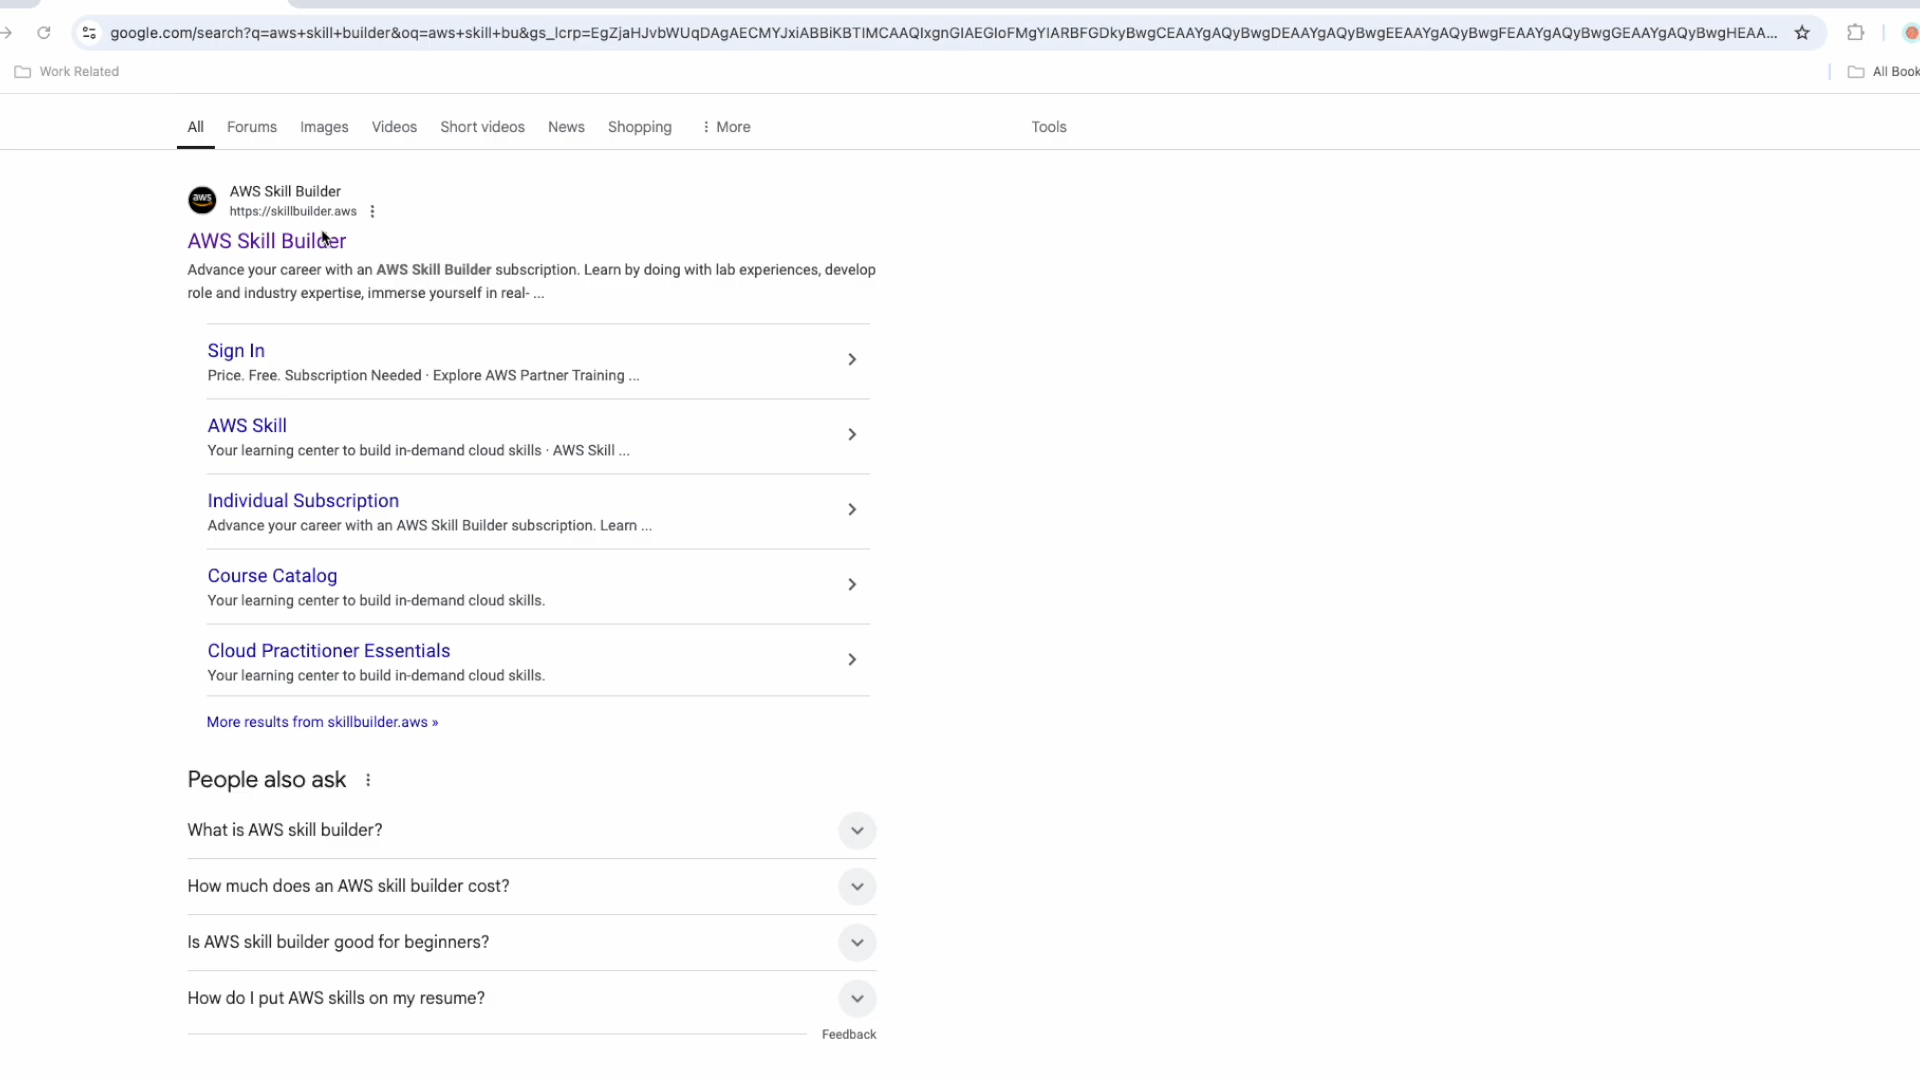 google.com/search?q=aws+skill+builder&oq=aws+skill+bu&gs_lcrp=EgZjaHJvbWUqDAgAECMYJxiABBiKBTIMCAAQIxgnGIAEGIoFMgYIARBFGDkyBwgCEAAYgAQyBwgDEAAYgAQyBwgEEAAYgAQyBwgFEAAYgAQyBwgGEAAYgAQyBwgHEAA...
Work Related
All Book
All Forums Images Videos Short videos News Shopping More Tools
aws
AWS Skill Builder
https://skillbuilder.aws
AWS Skill Builder
Advance your career with an AWS Skill Builder subscription. Learn by doing with lab experiences, develop
role and industry expertise, immerse yourself in real- ...
Sign In
Price. Free. Subscription Needed · Explore AWS Partner Training ...
AWS Skill
Your learning center to build in-demand cloud skills · AWS Skill ...
Individual Subscription
Advance your career with an AWS Skill Builder subscription. Learn ...
Course Catalog
Your learning center to build in-demand cloud skills.
Cloud Practitioner Essentials
Your learning center to build in-demand cloud skills.
More results from skillbuilder.aws »
People also ask
What is AWS skill builder?
How much does an AWS skill builder cost?
Is AWS skill builder good for beginners?
How do I put AWS skills on my resume?
Feedback